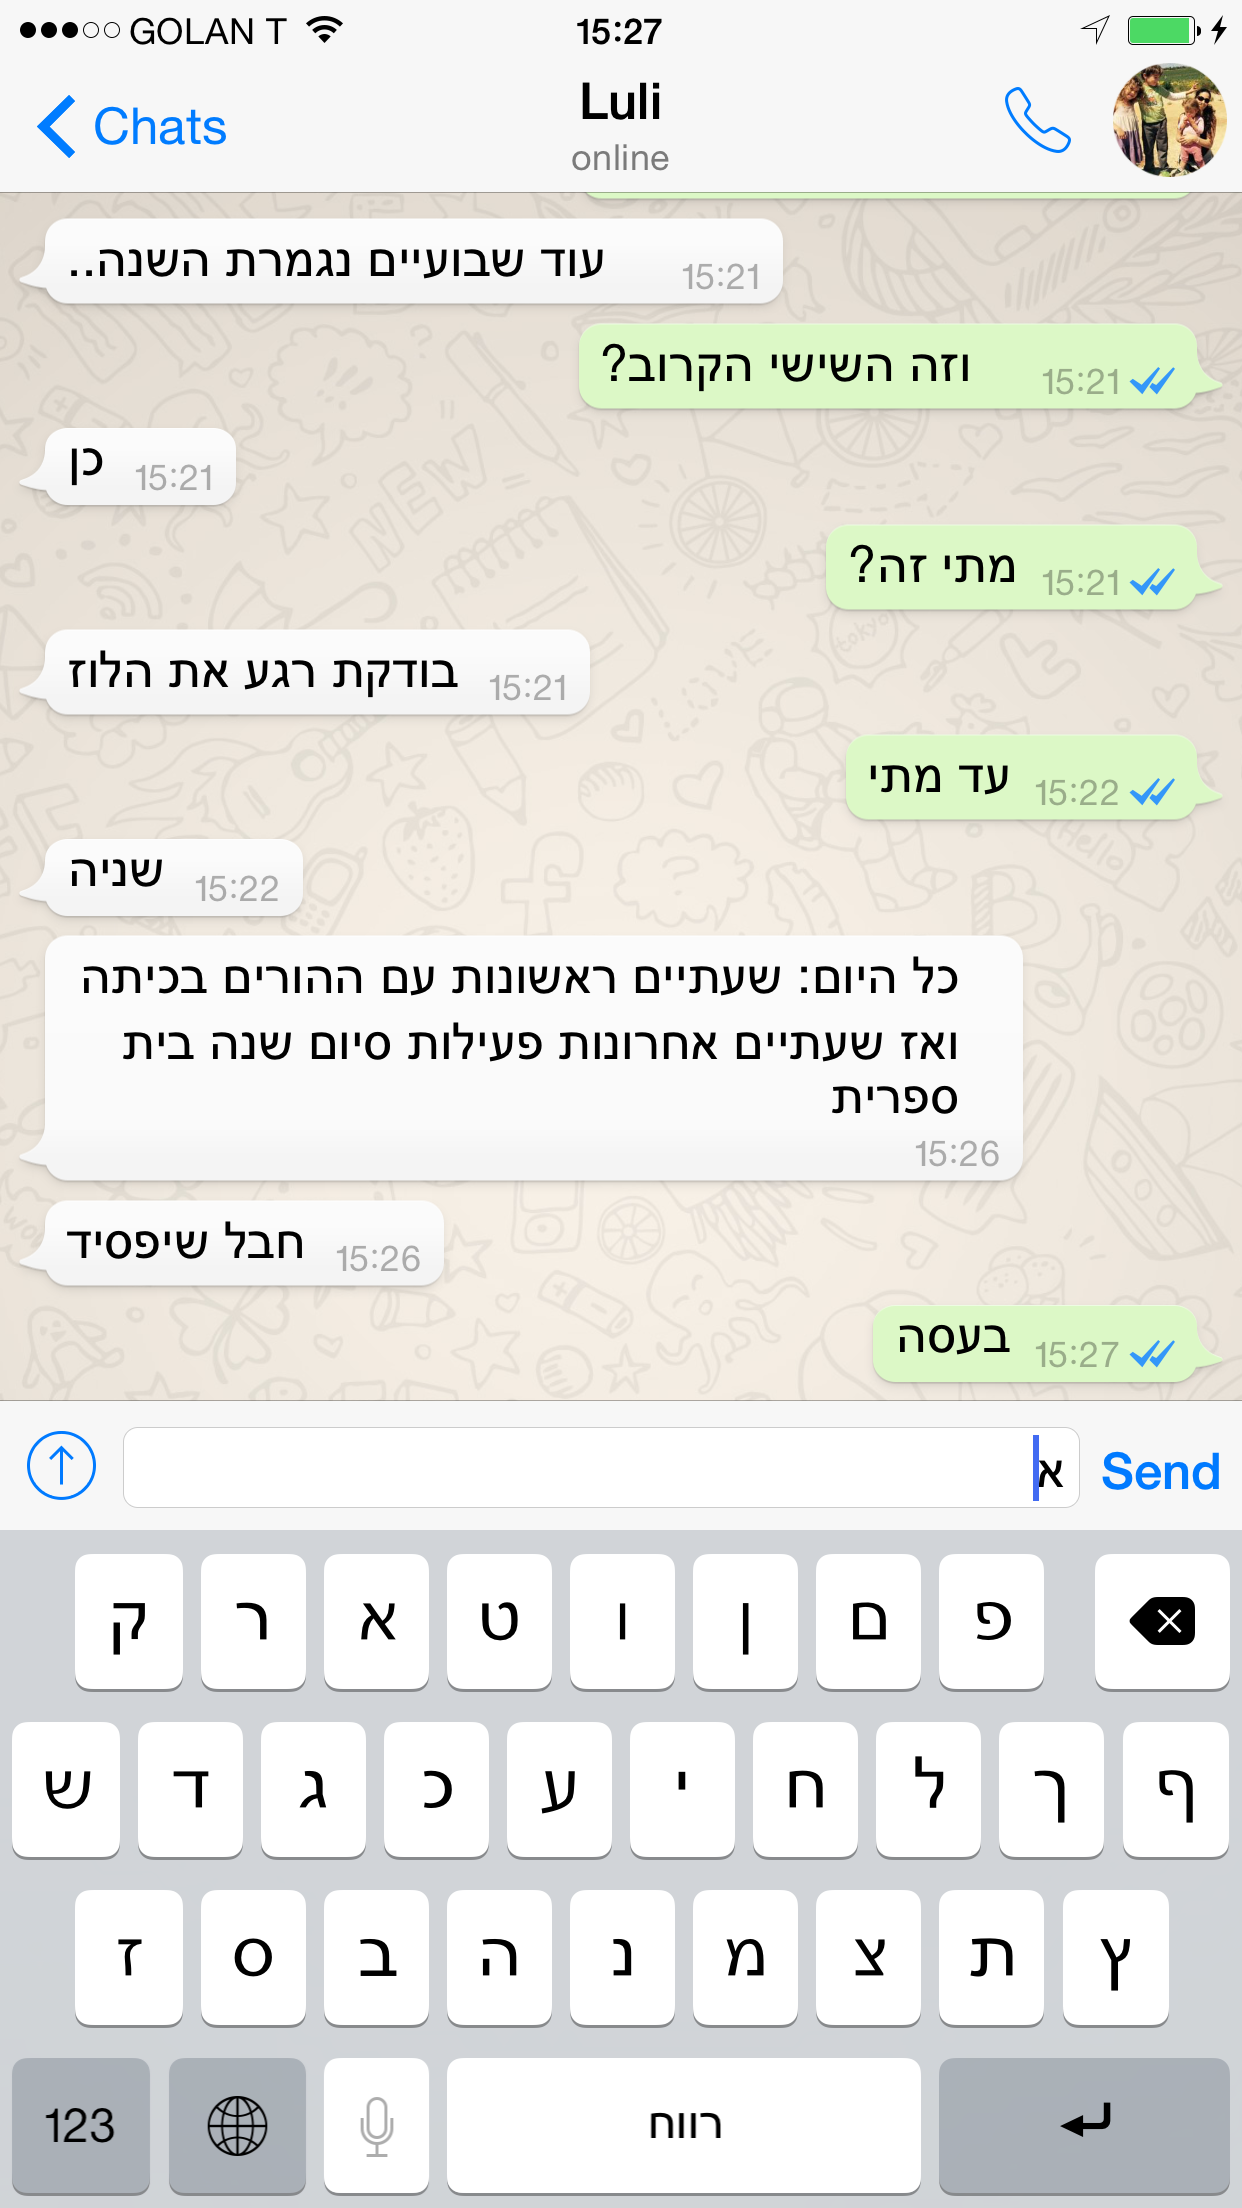 GOLAN T
15:27
Chats
Luli
online
עוד שבועיים נגמרת השנה..
15:21
וזה השישי הקרוב?
15:21
כן
15:21
מתי זה?
15:21
בודקת רגע את הלוז
15:21
עד מתי
15:22
שניה
15:22
כל היום: שעתיים ראשונות עם ההורים בכיתה
ואז שעתיים אחרונות פעילות סיום שנה בית
ספרית
15:26
חבל שיפסיד
15:26
בעסה
15:27
א
Send
ק ר א ט ו ן ם פ
ש ד ג כ ע י ח ל ך ף
ז ס ב ה נ מ צ ת ץ
123
רווח